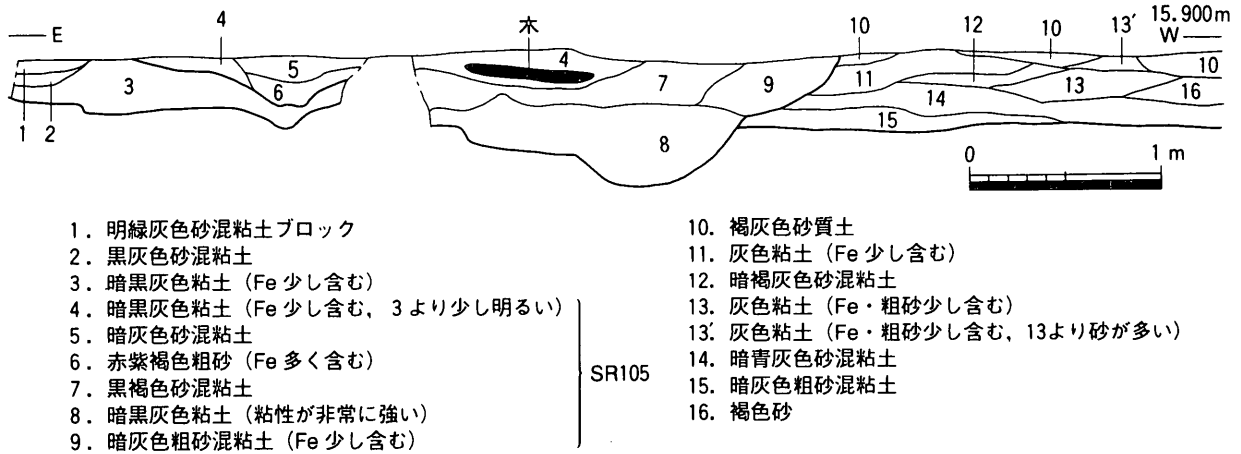 4 木 10 12 10 13′ 15.900m
E W
4
5 10
3 6 7 9 11 13 16
14
15
1 2 8
0 1 m
1. 明緑灰色砂混粘土ブロック
2. 黒灰色砂混粘土
3. 暗黒灰色粘土（Fe 少し含む）
4. 暗黒灰色粘土（Fe 少し含む，3より少し明るい）
5. 暗灰色砂混粘土
6. 赤紫褐色粗砂（Fe 多く含む）
7. 黒褐色砂混粘土
8. 暗黒灰色粘土（粘性が非常に強い）
9. 暗灰色粗砂混粘土（Fe 少し含む）
SR105
10. 褐灰色砂質土
11. 灰色粘土（Fe 少し含む）
12. 暗褐灰色砂混粘土
13. 灰色粘土（Fe・粗砂少し含む）
13′. 灰色粘土（Fe・粗砂少し含む，13より砂が多い）
14. 暗青灰色砂混粘土
15. 暗灰色粗砂混粘土
16. 褐色砂